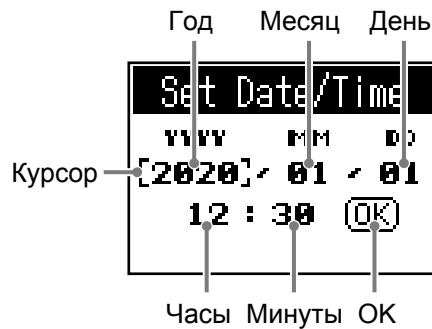 Год Месяц День
Set Date/Time
YYYY MM DD
Курсор [2020] / 01 / 01
12 : 30 OK
Часы Минуты OK